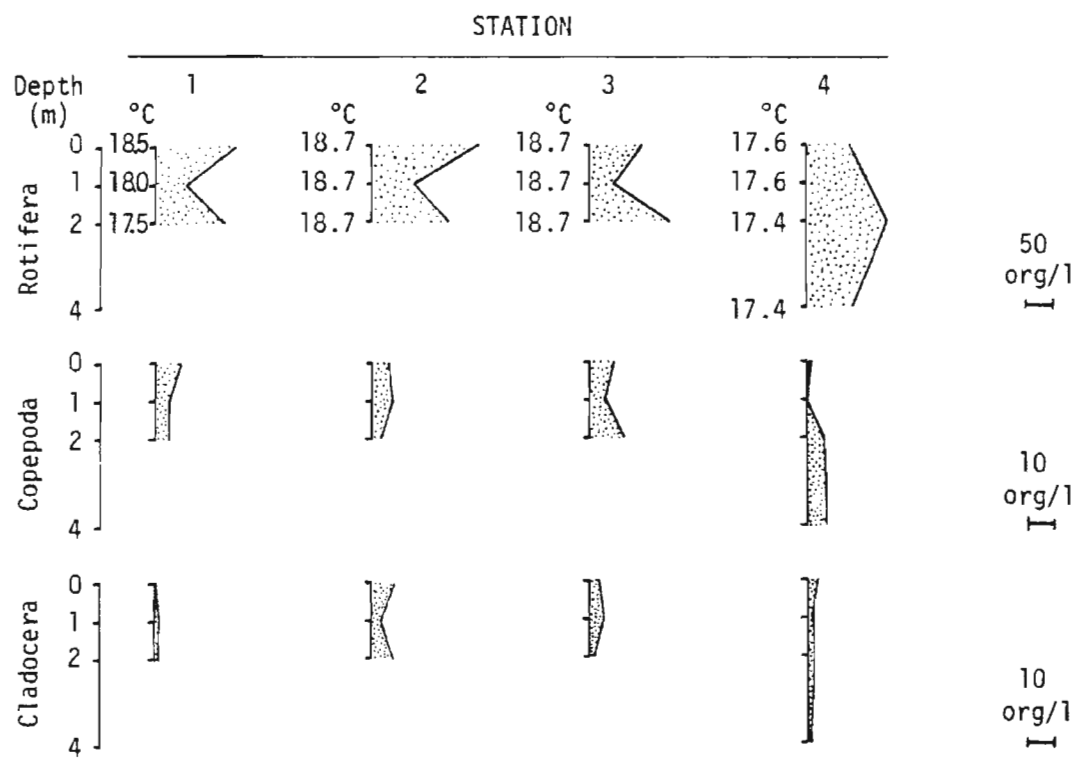 STATION
Depth 1 2 3 4
(m) °C °C °C °C
0 18.5 18.7 18.7 17.6
1 18.0 18.7 18.7 17.6
2 17.5 18.7 18.7 17.4
4 17.4
Rotifera
50
org/l
0
1
2
4
Copepoda
10
org/l
0
1
2
4
Cladocera
10
org/l